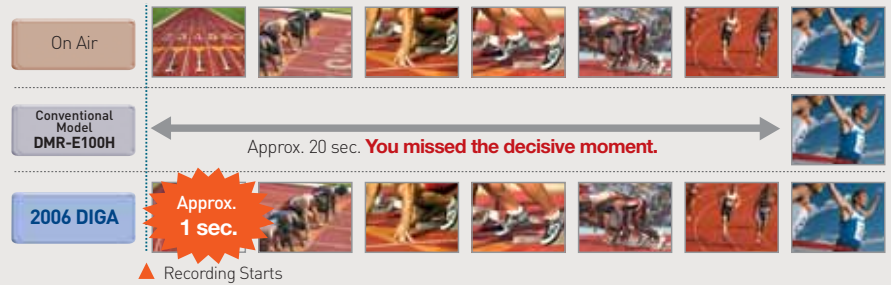 On Air
Conventional
Model
DMR-E100H
Approx. 20 sec. You missed the decisive moment.
2006 DIGA
Approx.
1 sec.
Recording Starts